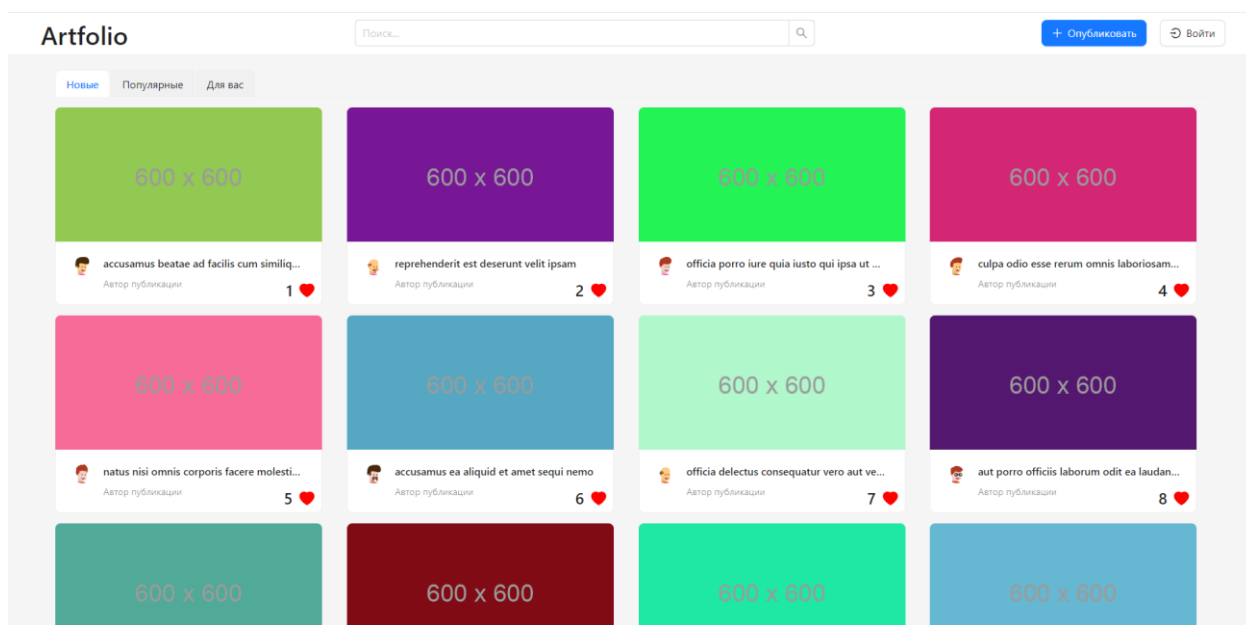 Artfolio
Поиск...
+ Опубликовать
Войти
Новые Популярные Для вас
600 x 600 600 x 600 600 x 600 600 x 600
accusamus beatae ad facilis cum similiq... reprehenderit est deserunt velit ipsam officia porro iure quia iusto qui ipsa ut ... culpa odio esse rerum omnis laboriosam...
Автор публикации Автор публикации Автор публикации Автор публикации
1 2 3 4
600 x 600 600 x 600 600 x 600 600 x 600
natus nisi omnis corporis facere molesti... accusamus ea aliquid et amet sequi nemo officia delectus consequatur vero aut ve... aut porro officiis laborum odit ea laudan...
Автор публикации Автор публикации Автор публикации Автор публикации
5 6 7 8
600 x 600 600 x 600 600 x 600 600 x 600